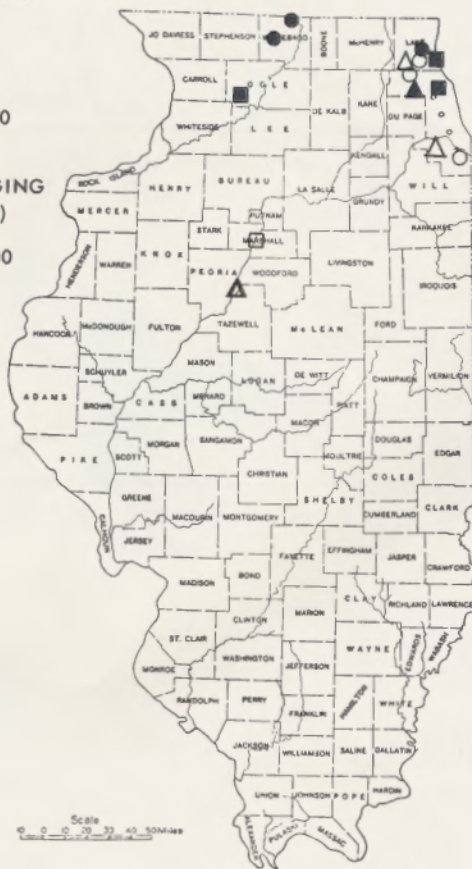 JO DAVIESS STEPHENSON BOONE McHENRY LAKE
CARROLL OGLE
DE KALB KANE
DU PAGE
WHITESIDE LEE
0
GING
)
0
ROCK ISLAND HENRY BUREAU LA SALLE KENDALL WILL
GRUNDY
MERCER PUTNAM
STARK KANKAKEE
HENDERSON WARREN KNOX MARSHALL LIVINGSTON
PEORIA WOODFORD IROQUOIS
HANCOCK McDONOUGH FULTON TAZEWELL McLEAN FORD
SCHUYLER MASON
ADAMS BROWN CASS MENARD LOGAN DE WITT CHAMPAIGN VERMILION
PIATT
MACON
PIKE SCOTT MORGAN SANGAMON DOUGLAS EDGAR
MOULTRIE
CHRISTIAN COLES
GREENE SHELBY
CALHOUN MACOUPIN MONTGOMERY CUMBERLAND CLARK
JERSEY
FAYETTE EFFINGHAM JASPER CRAWFORD
MADISON BOND
CLAY RICHLAND LAWRENCE
CLINTON MARION
ST. CLAIR WAYNE EDWARDS WABASH
WASHINGTON
MONROE JEFFERSON
RANDOLPH PERRY HAMILTON WHITE
FRANKLIN
JACKSON WILLIAMSON SALINE GALLATIN
UNION JOHNSON POPE HARDIN
ALEXANDER PULASKI MASSAC
Scale
10 0 10 20 30 40 50 Miles